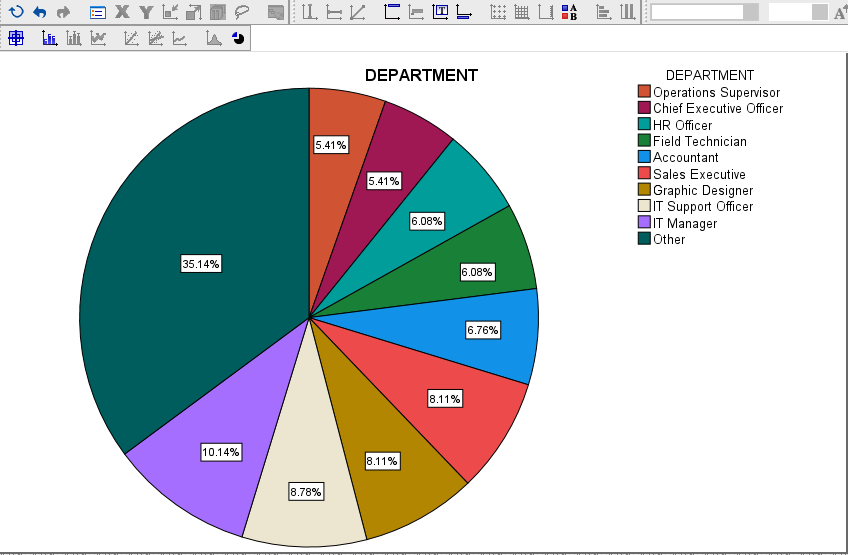 DEPARTMENT
DEPARTMENT
Operations Supervisor
Chief Executive Officer
HR Officer
Field Technician
Accountant
Sales Executive
Graphic Designer
IT Support Officer
IT Manager
Other
5.41%
5.41%
6.08%
6.08%
6.76%
8.11%
8.11%
8.78%
10.14%
35.14%